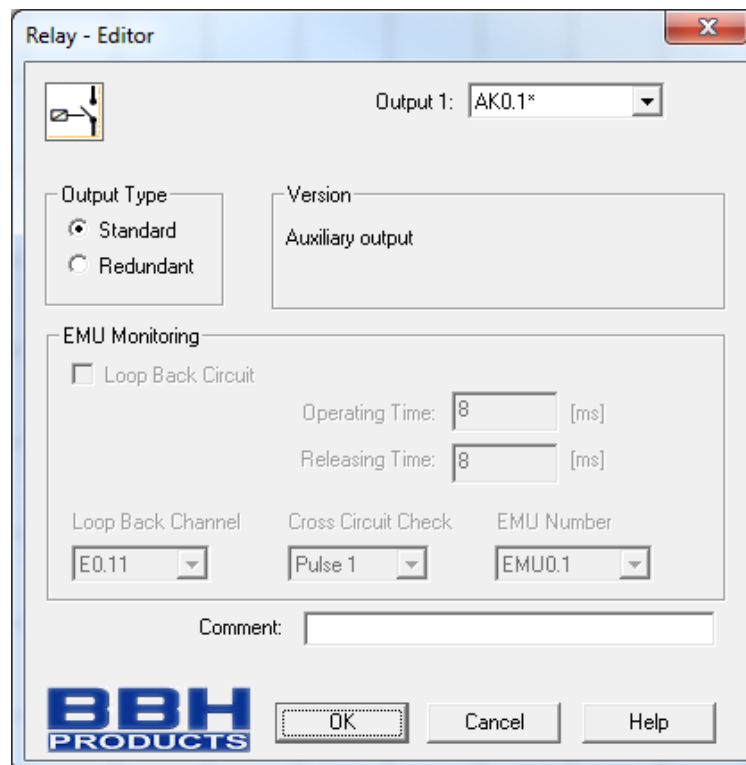 Relay - Editor
Output 1: AK0.1*
Output Type
Standard
Redundant
Version
Auxiliary output
EMU Monitoring
Loop Back Circuit
Operating Time: 8 [ms]
Releasing Time: 8 [ms]
Loop Back Channel Cross Circuit Check EMU Number
E0.11 Pulse 1 EMU0.1
Comment:
BBH
PRODUCTS
OK Cancel Help